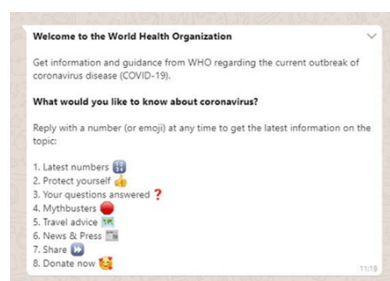 Welcome to the World Health Organization
Get information and guidance from WHO regarding the current outbreak of
coronavirus disease (COVID-19).
What would you like to know about coronavirus?
Reply with a number (or emoji) at any time to get the latest information on the
topic:
1. Latest numbers 🔢
2. Protect yourself 👍
3. Your questions answered ❓
4. Mythbusters 🛑
5. Travel advice 🗺️
6. News & Press 📰
7. Share ⏩
8. Donate now 🥰
11:19